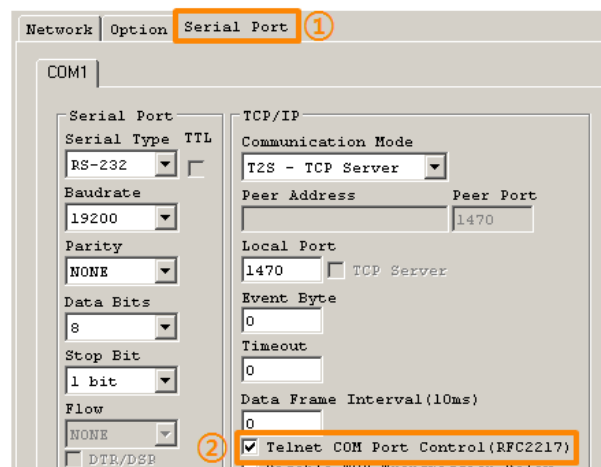 Network Option Serial Port ①
COM1
Serial Port
Serial Type TTL
RS-232
Baudrate
19200
Parity
NONE
Data Bits
8
Stop Bit
1 bit
Flow
NONE
DTR/DSR
TCP/IP
Communication Mode
T2S - TCP Server
Peer Address Peer Port
1470
Local Port
1470 TCP Server
Event Byte
0
Timeout
0
Data Frame Interval(10ms)
0
② Telnet COM Port Control(RFC2217)